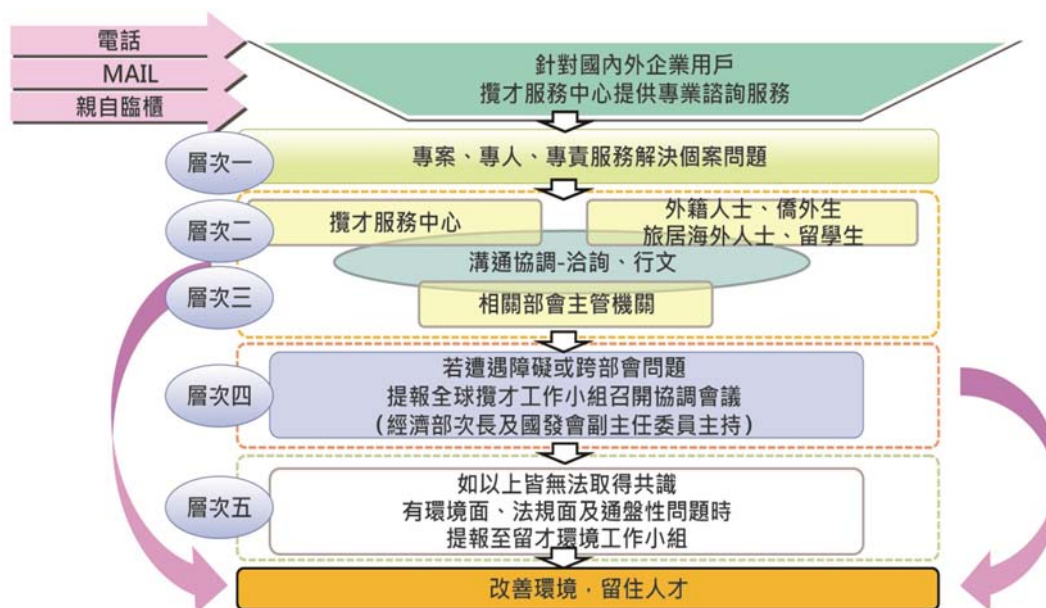 電話
MAIL
親自臨櫃
針對國內外企業用戶
攬才服務中心提供專業諮詢服務
層次一
專案、專人、專責服務解決個案問題
層次二
攬才服務中心
外籍人士、僑外生
旅居海外人士、留學生
溝通協調-洽詢、行文
層次三
相關部會主管機關
層次四
若遭遇障礙或跨部會問題
提報全球攬才工作小組召開協調會議
(經濟部次長及國發會副主任委員主持)
層次五
如以上皆無法取得共識
有環境面、法規面及通盤性問題時
提報至留才環境工作小組
改善環境，留住人才